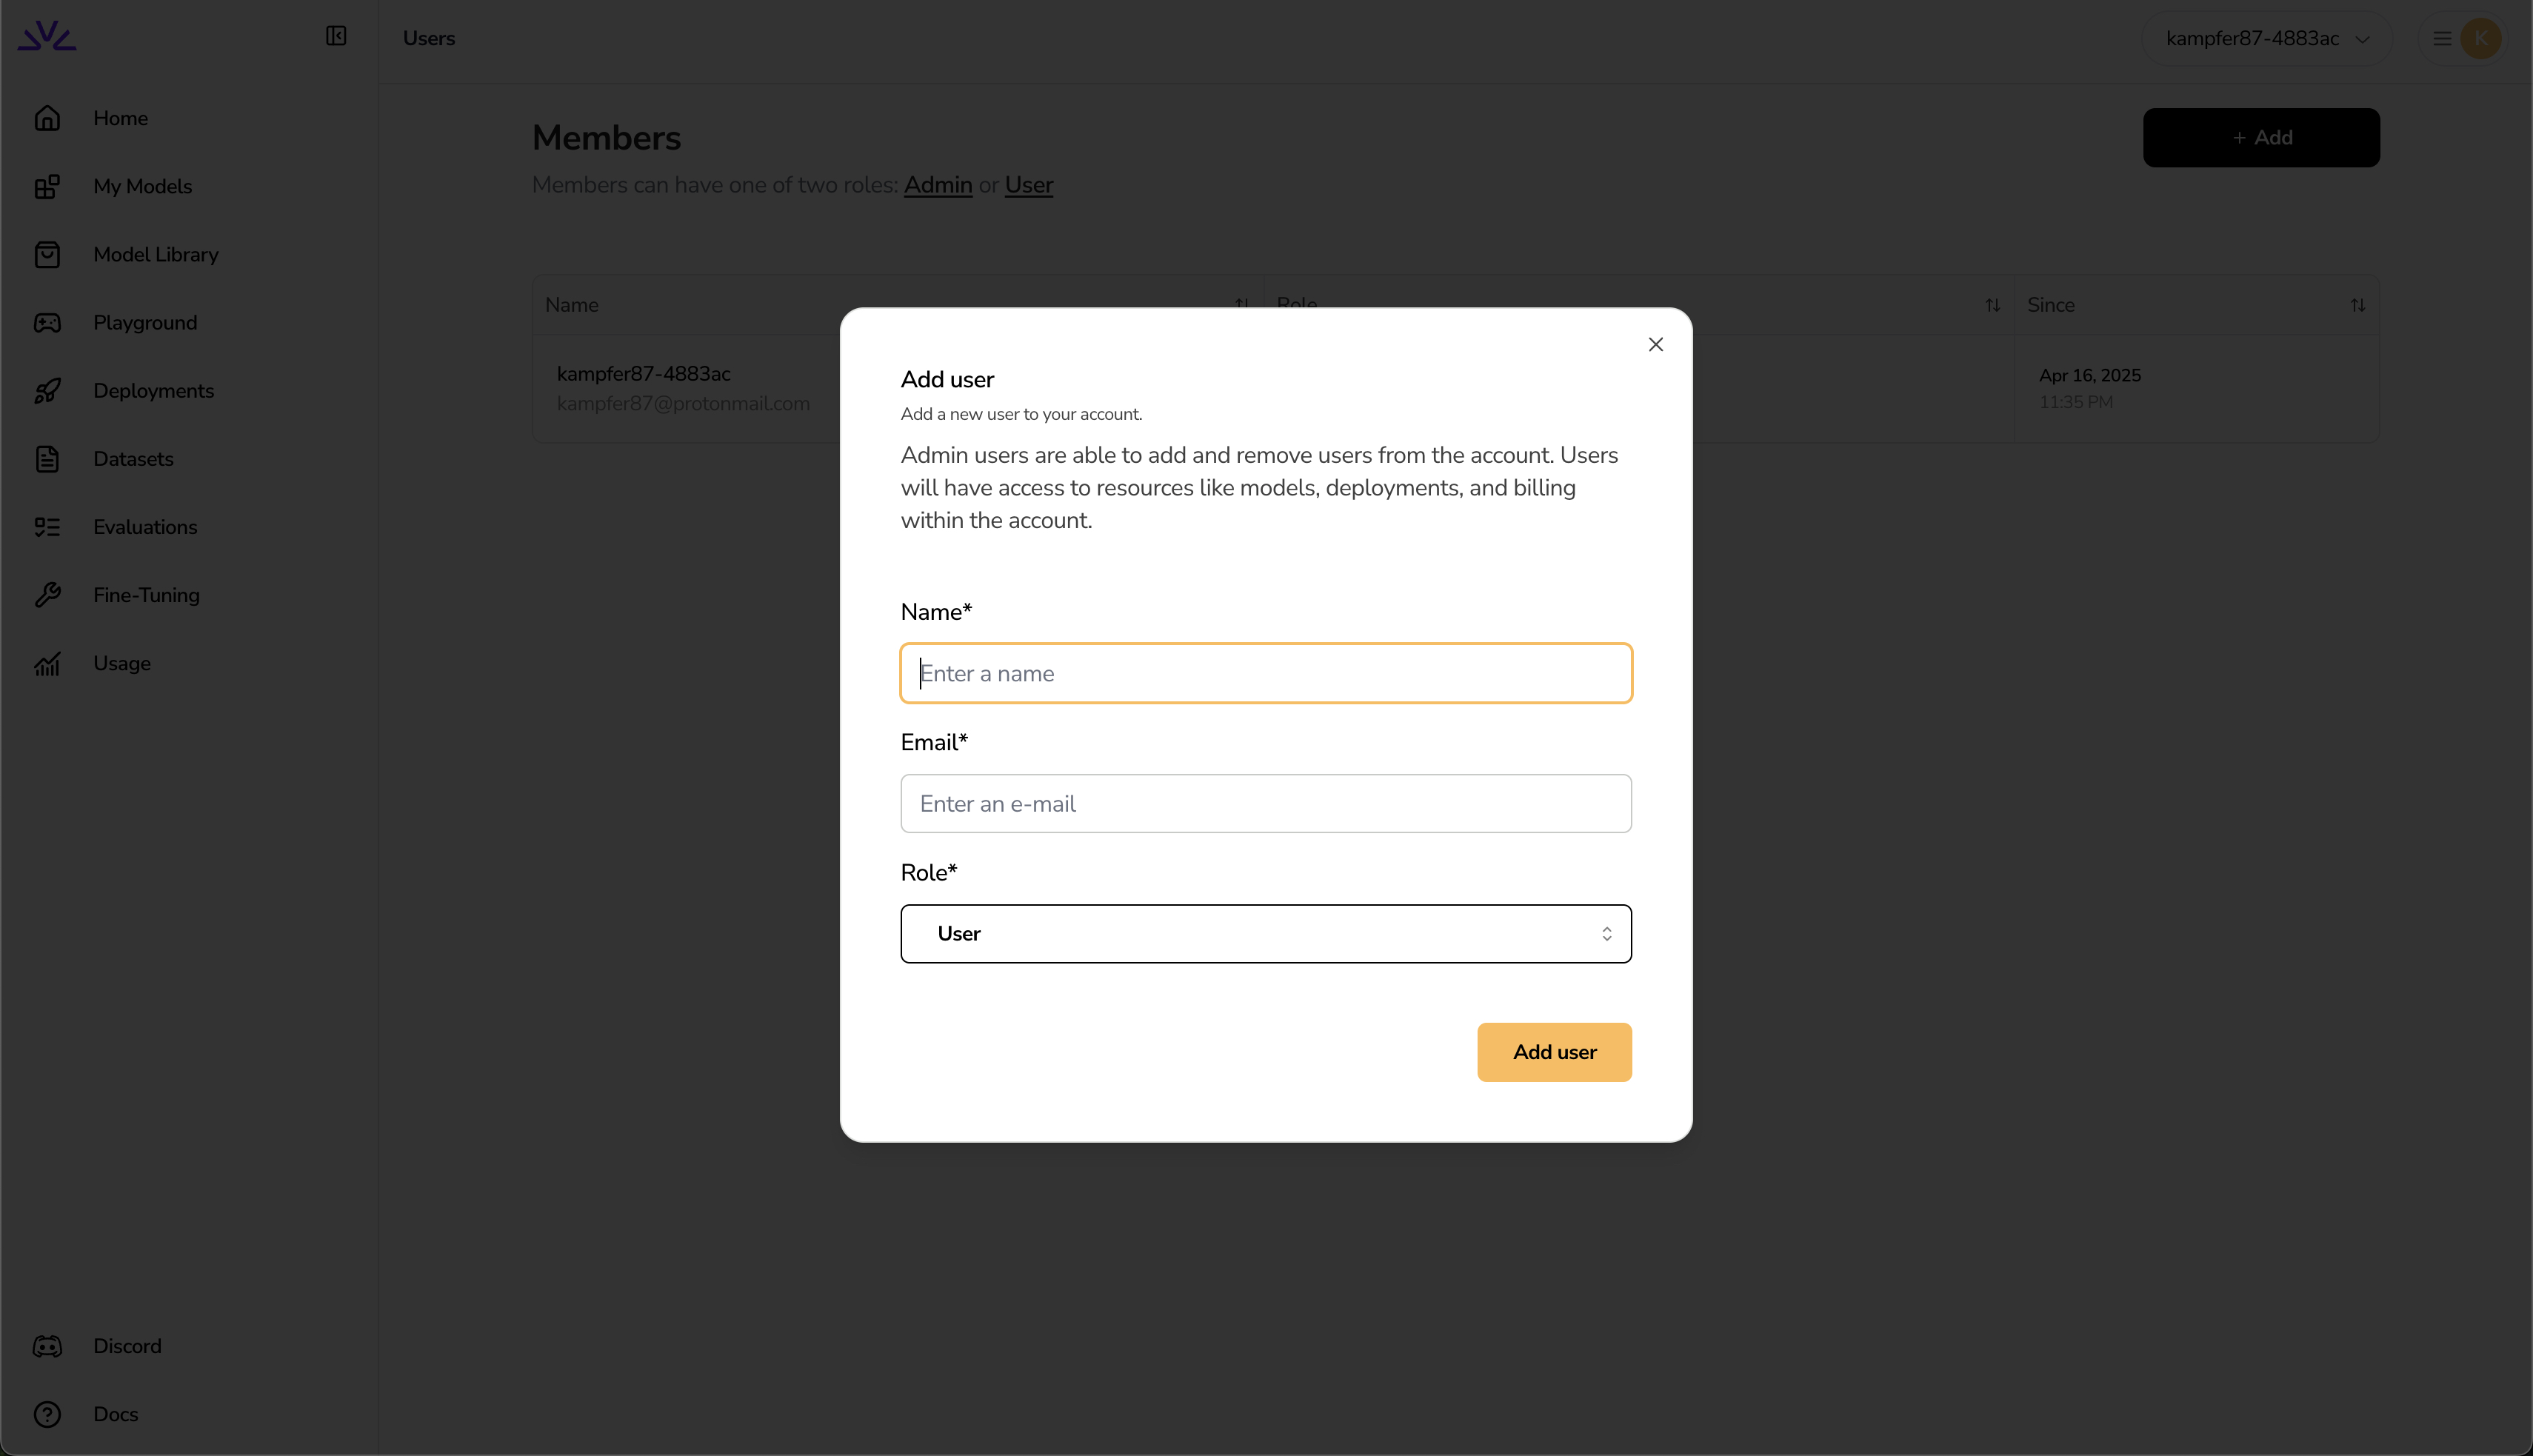 Users
kampfer87-4883ac
K
Home
My Models
Model Library
Playground
Deployments
Datasets
Evaluations
Fine-Tuning
Usage
Discord
Docs
Members
+ Add
Members can have one of two roles: Admin or User
Name
Role
Since
kampfer87-4883ac
kampfer87@protonmail.com
Apr 16, 2025
11:35 PM
Add user
Add a new user to your account.
Admin users are able to add and remove users from the account. Users
will have access to resources like models, deployments, and billing
within the account.
Name*
Enter a name
Email*
Enter an e-mail
Role*
User
Add user